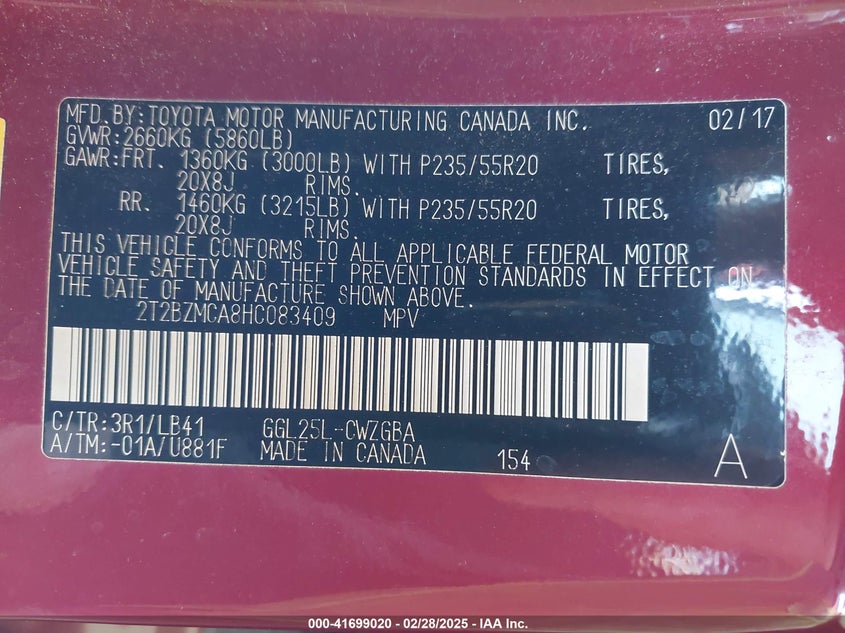 MFD.BY:TOYOTA MOTOR MANUFACTURING CANADA INC. 02/17
GVWR:2660KG (5860LB)
GAWR:FRT. 1360KG (3000LB) WITH P235/55R20 TIRES,
20X8J RIMS.
RR. 1460KG (3215LB) WITH P235/55R20 TIRES,
20X8J RIMS.
THIS VEHICLE CONFORMS TO ALL APPLICABLE FEDERAL MOTOR
VEHICLE SAFETY AND THEFT PREVENTION STANDARDS IN EFFECT ON
THE DATE OF MANUFACTURE SHOWN ABOVE.
2T2BZMCA8HC083409 MPV
C/TR:3R1/LB41 GGL25L-CWZGBA
A/TM:-01A/U881F MADE IN CANADA 154 A
000-41699020 - 02/28/2025 - IAA Inc.